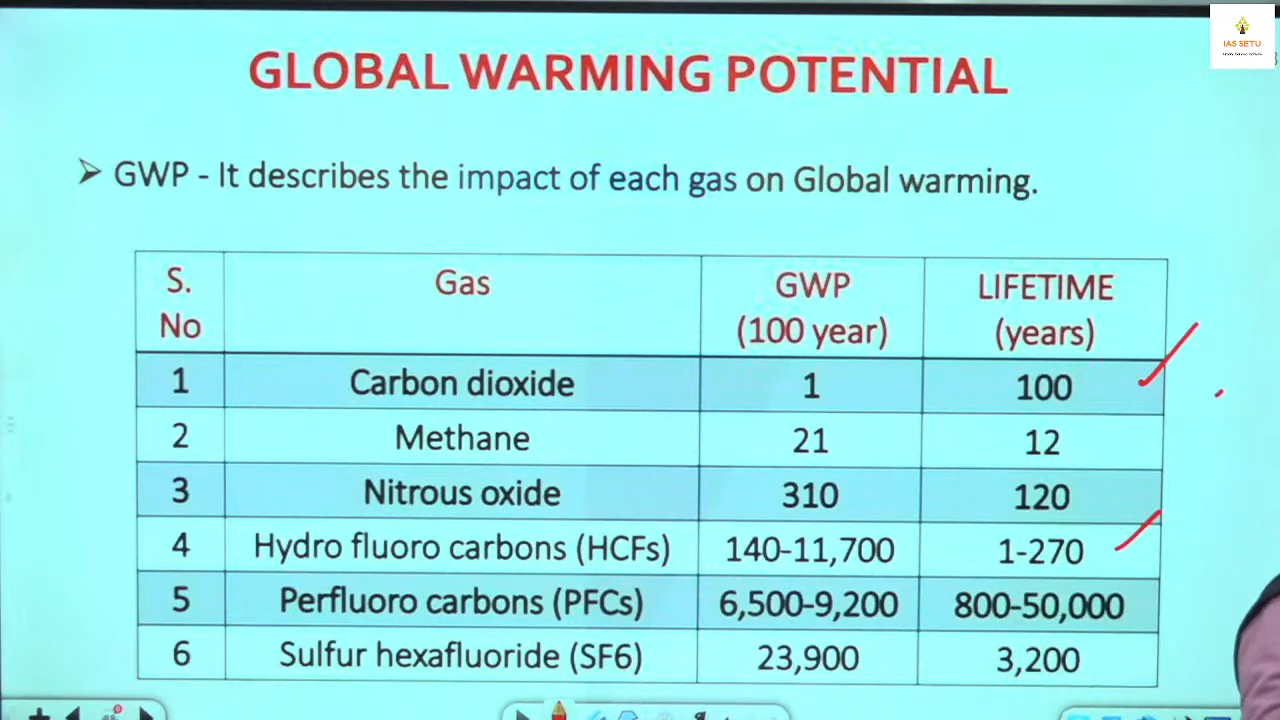 IAS SETU
GLOBAL WARMING POTENTIAL
➤ GWP - It describes the impact of each gas on Global warming.
S. No | Gas | GWP (100 year) | LIFETIME (years)
1 | Carbon dioxide | 1 | 100
2 | Methane | 21 | 12
3 | Nitrous oxide | 310 | 120
4 | Hydro fluoro carbons (HCFs) | 140-11,700 | 1-270
5 | Perfluoro carbons (PFCs) | 6,500-9,200 | 800-50,000
6 | Sulfur hexafluoride (SF6) | 23,900 | 3,200